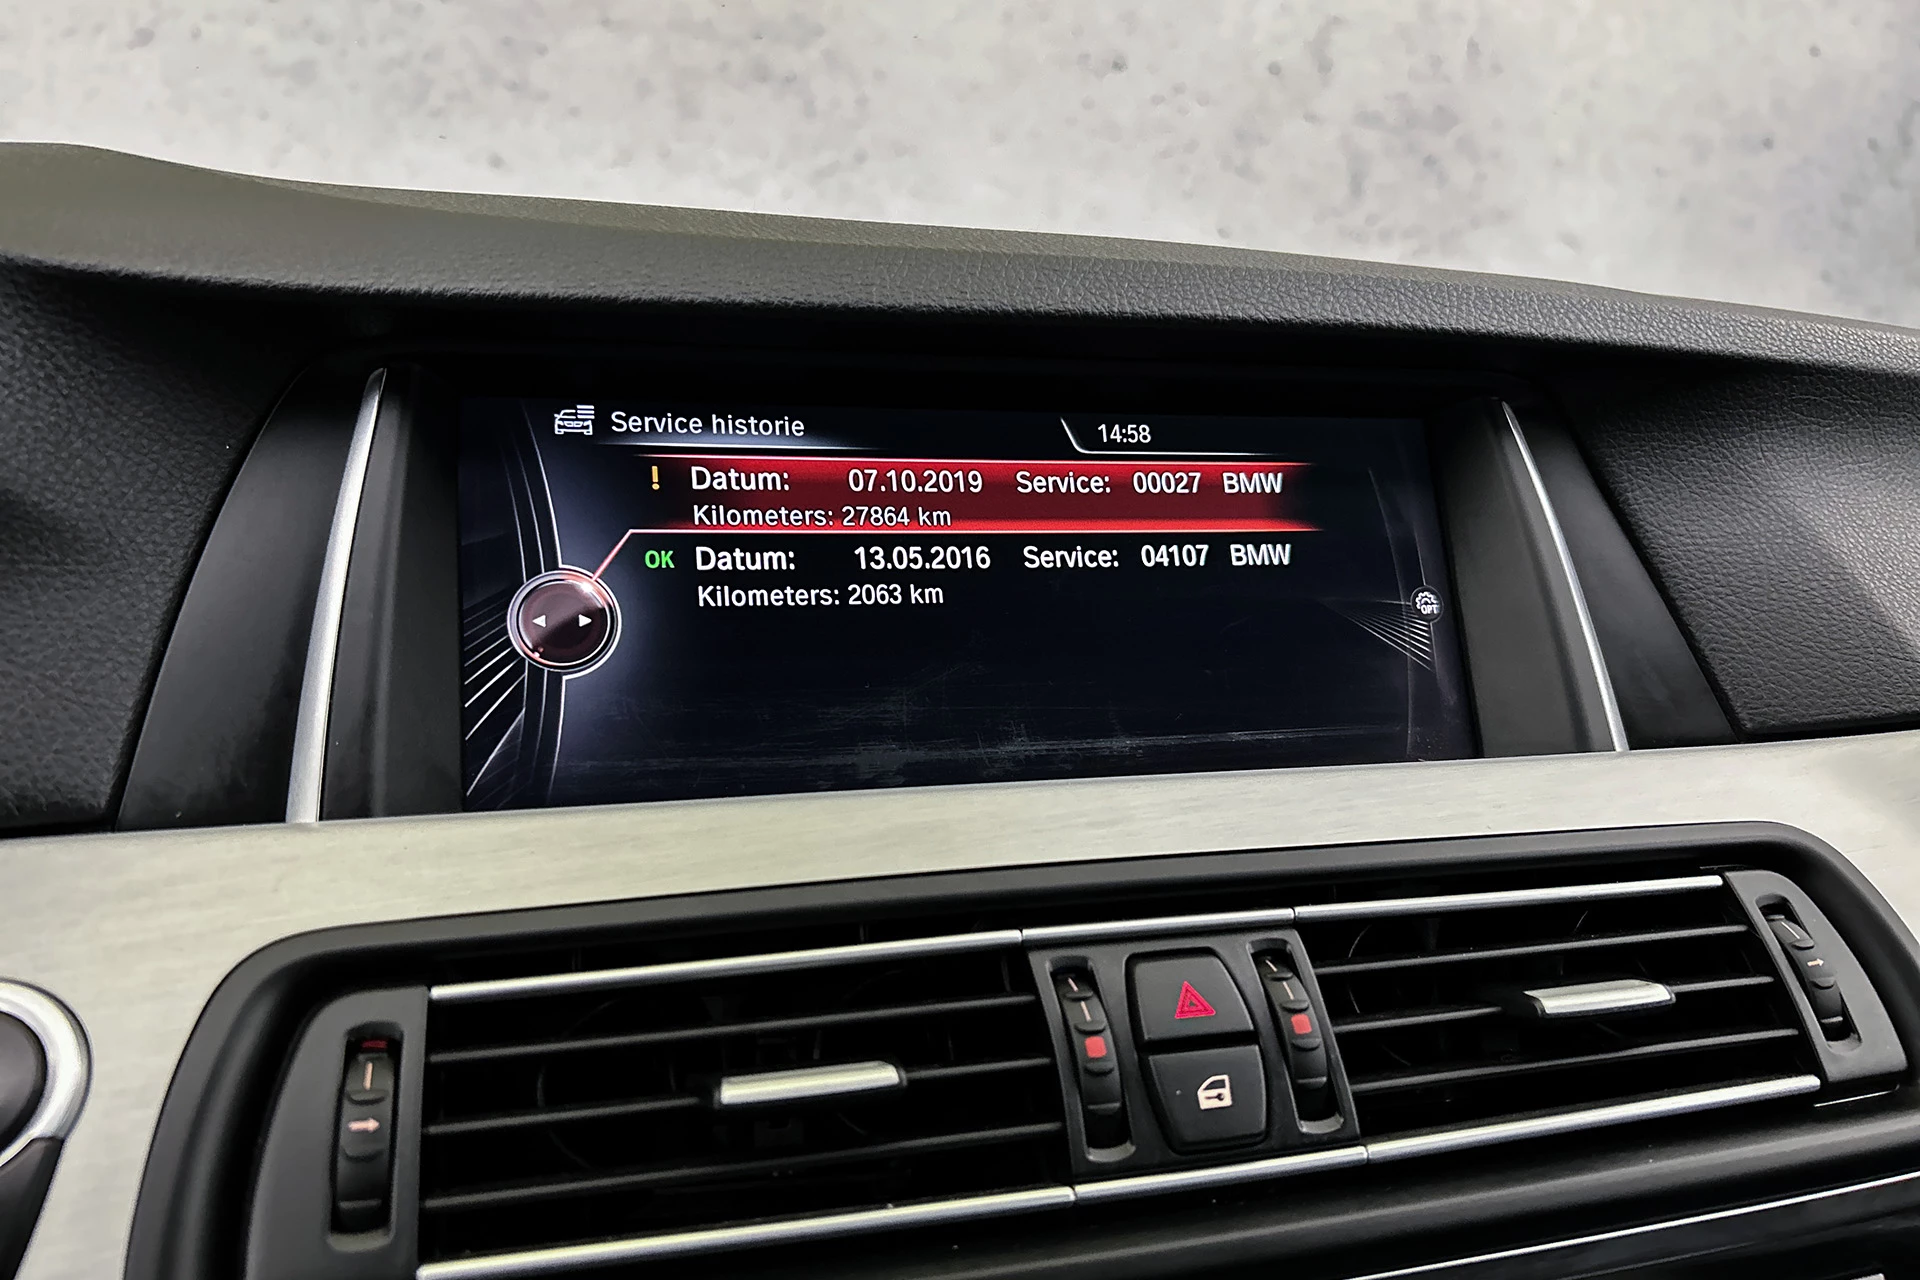 Service historie 14:58
! Datum: 07.10.2019 Service: 00027 BMW
Kilometers: 27864 km
OK Datum: 13.05.2016 Service: 04107 BMW
Kilometers: 2063 km
OPT